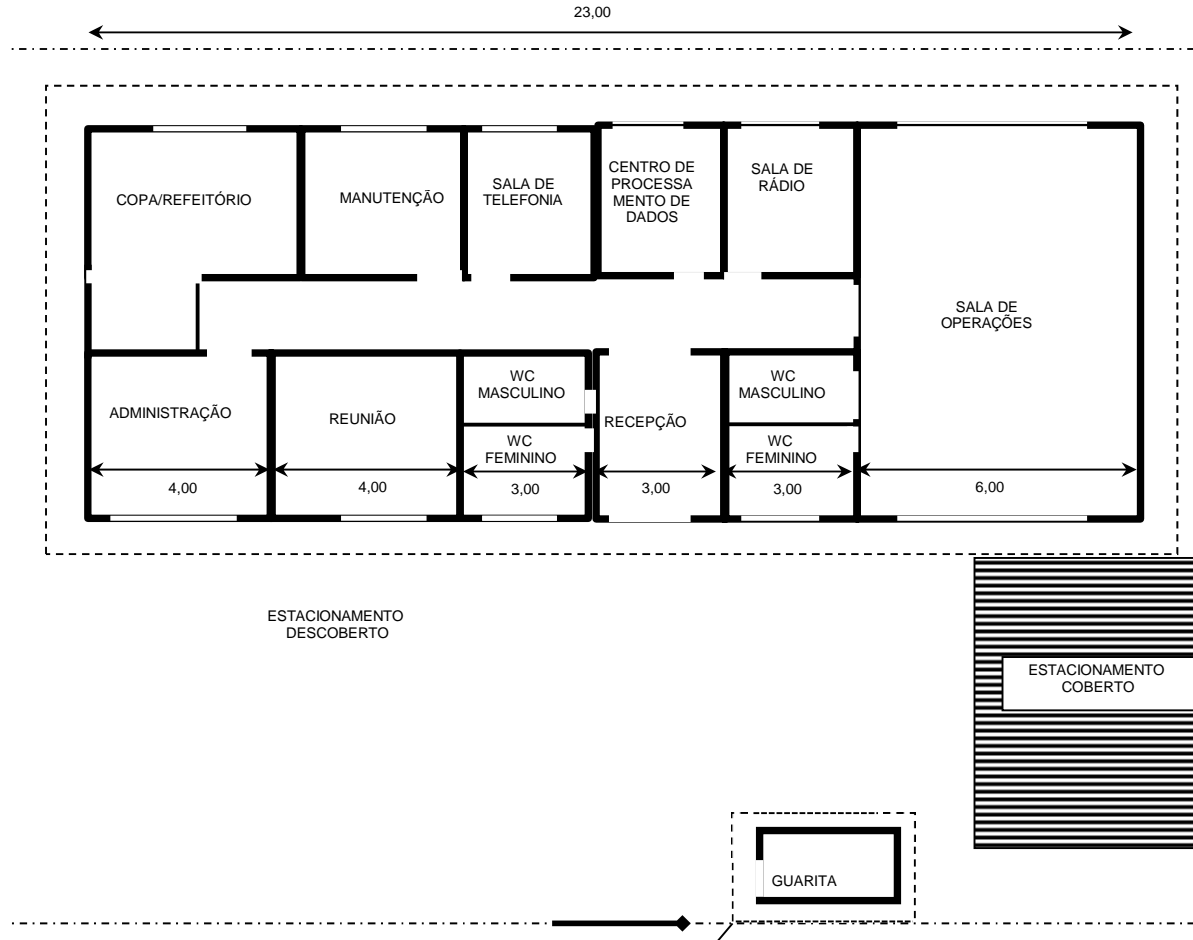 23,00
COPA/REFEITÓRIO
MANUTENÇÃO
SALA DE
TELEFONIA
CENTRO DE
PROCESSA
MENTO DE
DADOS
SALA DE
RÁDIO
SALA DE
OPERAÇÕES
ADMINISTRAÇÃO
REUNIÃO
WC
MASCULINO
WC
FEMININO
RECEPÇÃO
WC
MASCULINO
WC
FEMININO
4,00
4,00
3,00
3,00
3,00
6,00
ESTACIONAMENTO
DESCOBERTO
ESTACIONAMENTO
COBERTO
GUARITA